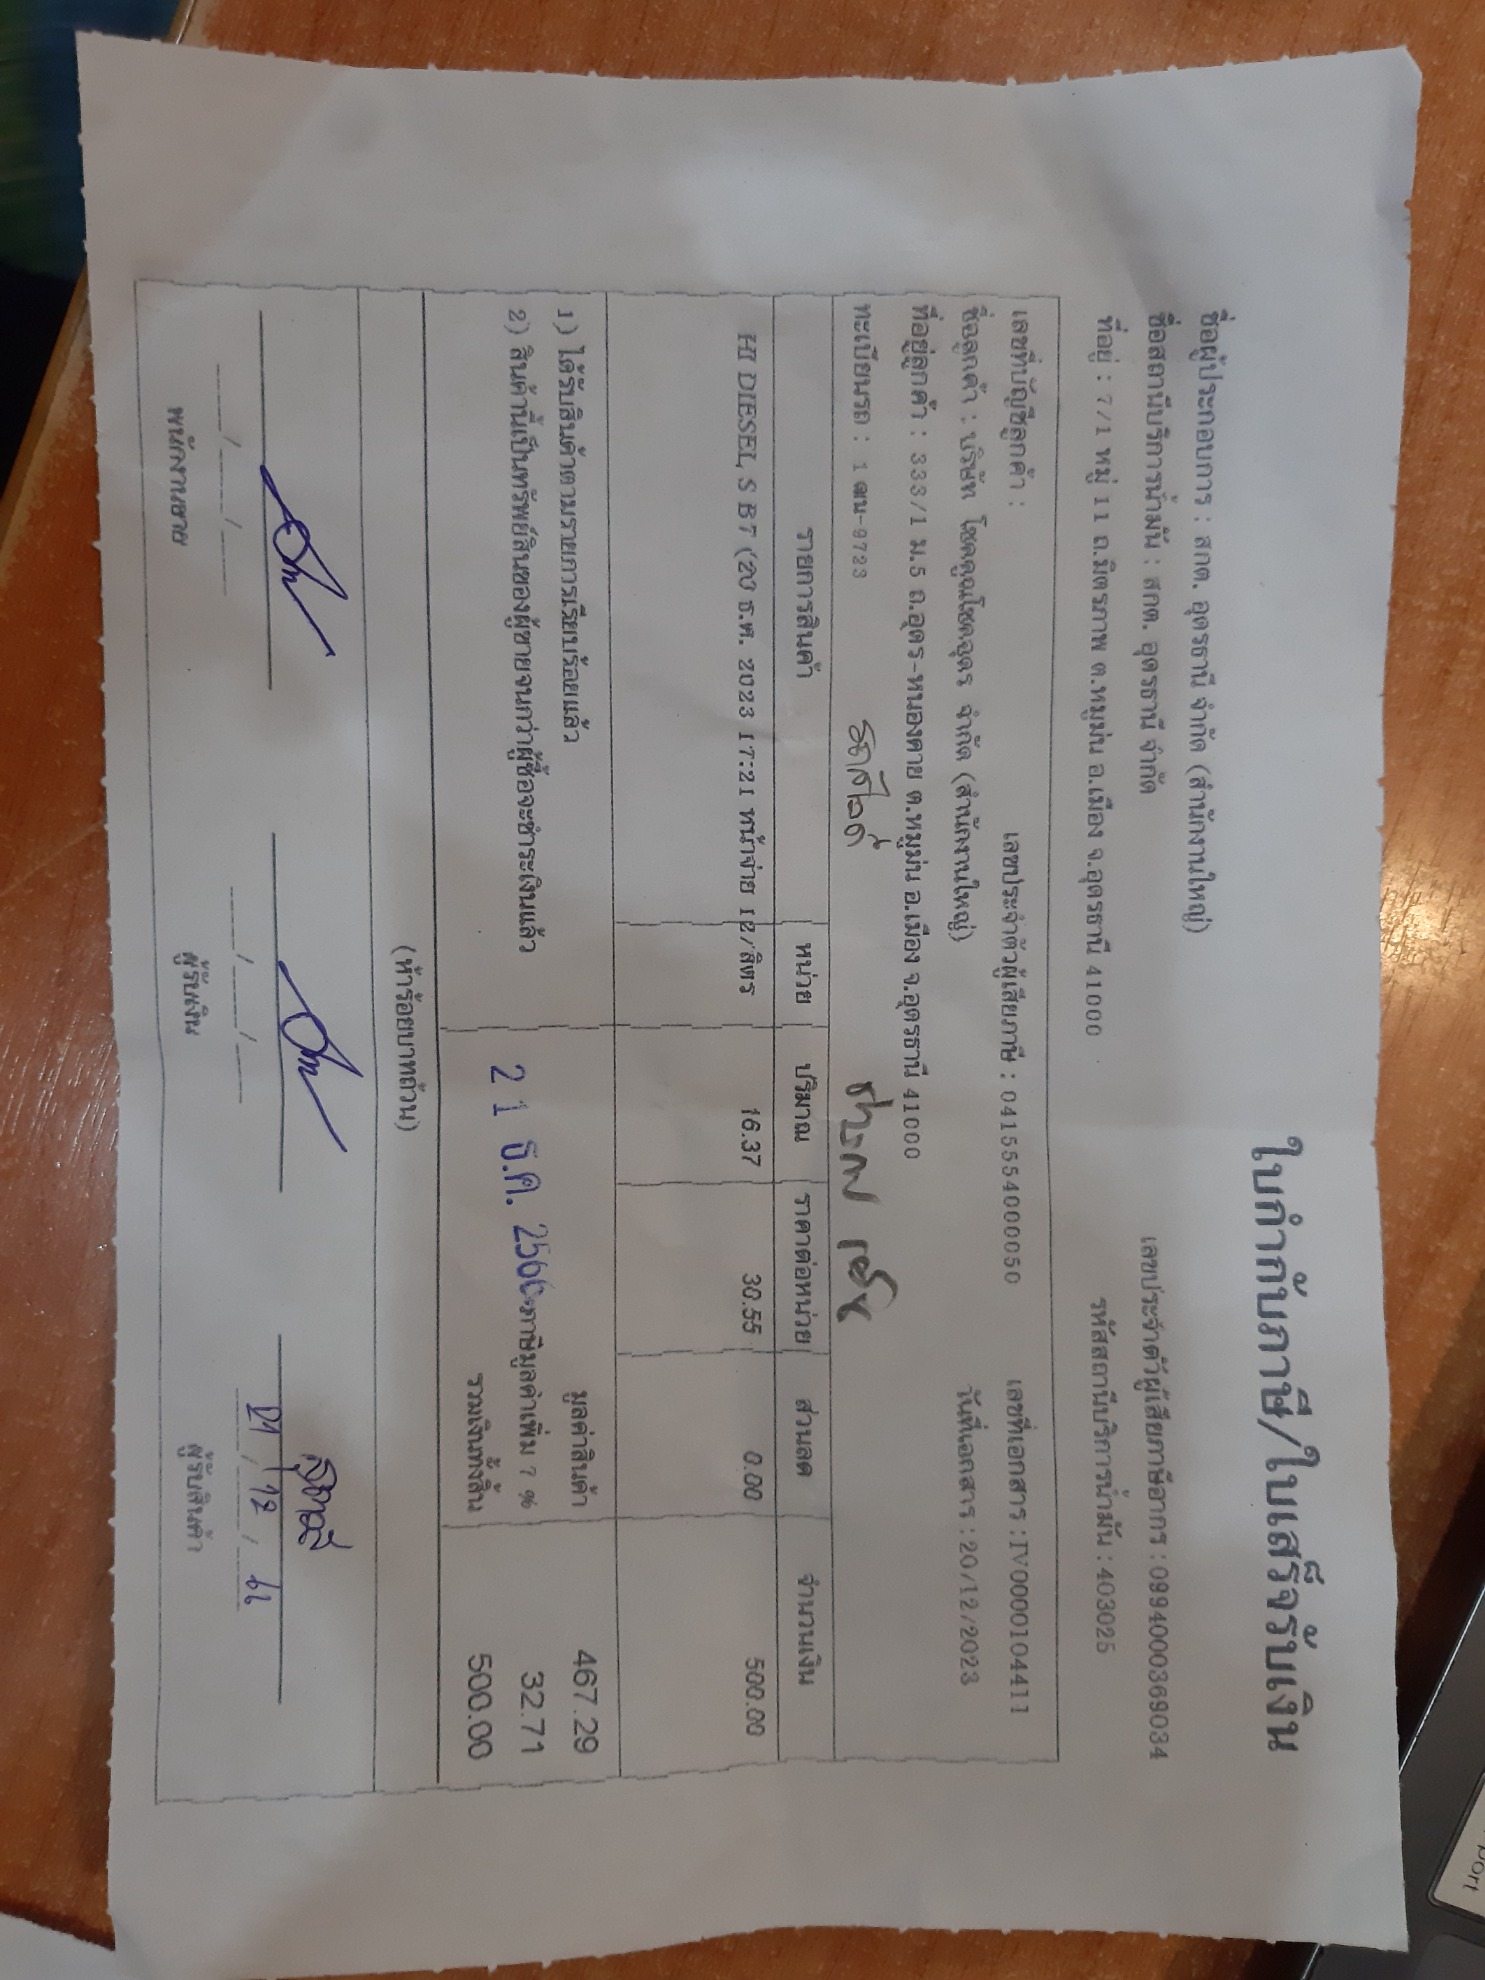 ใบกำกับภาษี/ใบเสร็จรับเงิน
ชื่อผู้ประกอบการ : สกต. อุดรธานี จำกัด (สำนักงานใหญ่) เลขประจำตัวผู้เสียภาษีอากร : 0994000369034
ชื่อสถานีบริการน้ำมัน : สกต. อุดรธานี จำกัด รหัสสถานีบริการน้ำมัน : 403025
ที่อยู่ : 7/1 หมู่ 11 ถ.มิตรภาพ ต.หมูม่น อ.เมือง จ.อุดรธานี 41000
เลขที่บัญชีลูกค้า : เลขประจำตัวผู้เสียภาษี : 0415554000050 เลขที่เอกสาร : IV0000104411
ชื่อลูกค้า : บริษัท โชคคูณโชคอุดร จำกัด (สำนักงานใหญ่) วันที่เอกสาร : 20/12/2023
ที่อยู่ลูกค้า : 333/1 ม.5 ถ.อุดร-หนองคาย ต.หมูม่น อ.เมือง จ.อุดรธานี 41000
ทะเบียนรถ : 1 ฒน-9723
รายการสินค้า หน่วย ปริมาณ ราคาต่อหน่วย ส่วนลด จำนวนเงิน
HI DIESEL S B7 (20 ธ.ค. 2023 17:21 หน้าจ่าย 12/ลิตร 16.37 30.55 0.00 500.00
1) ได้รับสินค้าตามรายการเรียบร้อยแล้ว มูลค่าสินค้า 467.29
2) สินค้านี้เป็นทรัพย์สินของผู้ขายจนกว่าผู้ซื้อจะชำระเงินแล้ว 21 ธ.ค. 2566 ภาษีมูลค่าเพิ่ม 7 % 32.71
รวมเงินทั้งสิ้น 500.00
(ห้าร้อยบาทถ้วน)
21 / 12 / 66
พนักงานขาย ผู้รับเงิน ผู้รับสินค้า